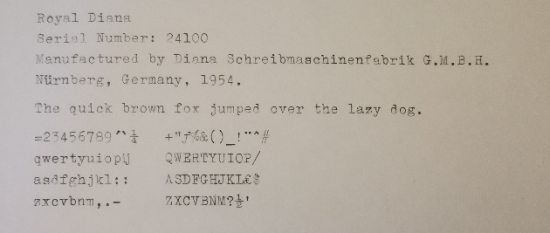 Royal Diana
Serial Number: 24100
Manufactured by Diana Schreibmaschinenfabrik G.M.B.H.
Nürnberg, Germany, 1954.
The quick brown fox jumped over the lazy dog.
=23456789"`¼ +"ƒ%&()_!¨^#
qwertyuiopij QWERTYUIOP/
asdfghjkl:: ASDFGHJKL£$
zxcvbnm,.- ZXCVBNM?½'